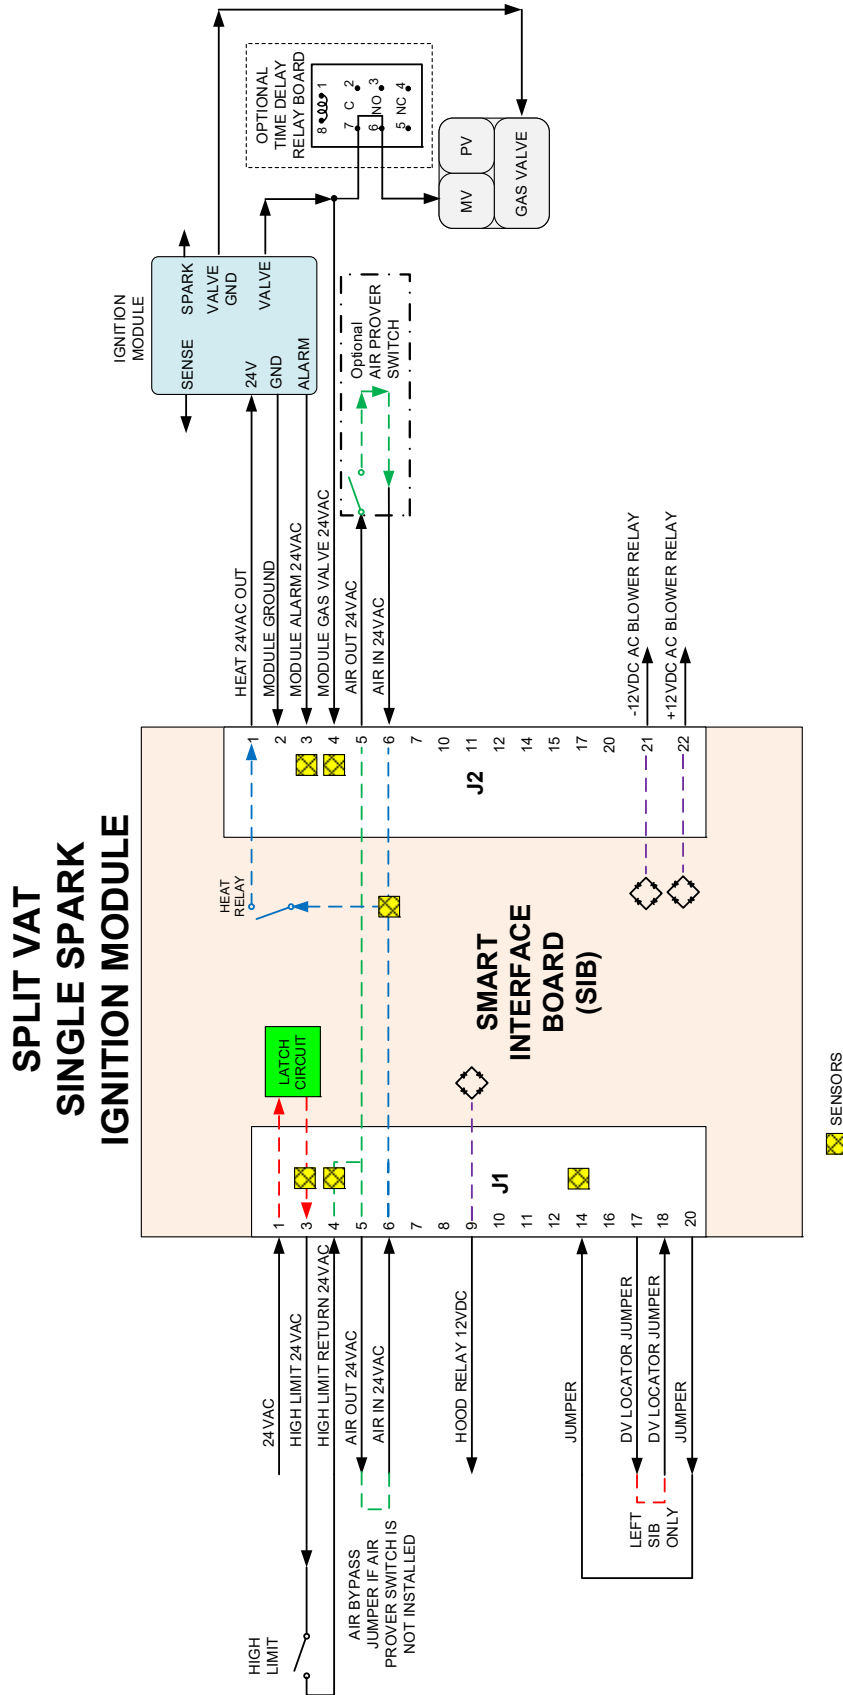 SPLIT VAT
SINGLE SPARK
IGNITION MODULE
HIGH
LIMIT
24VAC
HIGH LIMIT 24VAC
HIGH LIMIT RETURN 24VAC
AIR OUT 24VAC
AIR IN 24VAC
AIR BYPASS
JUMPER IF AIR
PROVER SWITCH IS
NOT INSTALLED
HOOD RELAY 12VDC
JUMPER
DV LOCATOR JUMPER
DV LOCATOR JUMPER
JUMPER
LEFT
SIB
ONLY
1
3
4
5
6
7
8
9
10
11
12
14
16
17
18
20
J1
LATCH
CIRCUIT
HEAT
RELAY
SMART
INTERFACE
BOARD
(SIB)
J2
1
2
3
4
5
6
7
10
11
12
14
15
17
20
21
22
HEAT 24VAC OUT
MODULE GROUND
MODULE ALARM 24VAC
MODULE GAS VALVE 24VAC
AIR OUT 24VAC
AIR IN 24VAC
-12VDC AC BLOWER RELAY
+12VDC AC BLOWER RELAY
IGNITION
MODULE
SENSE
SPARK
24V
VALVE
GND
GND
VALVE
ALARM
Optional
AIR PROVER
SWITCH
OPTIONAL
TIME DELAY
RELAY BOARD
8 1
7 C 2
6 NO 3
5 NC 4
MV
PV
GAS VALVE
SENSORS